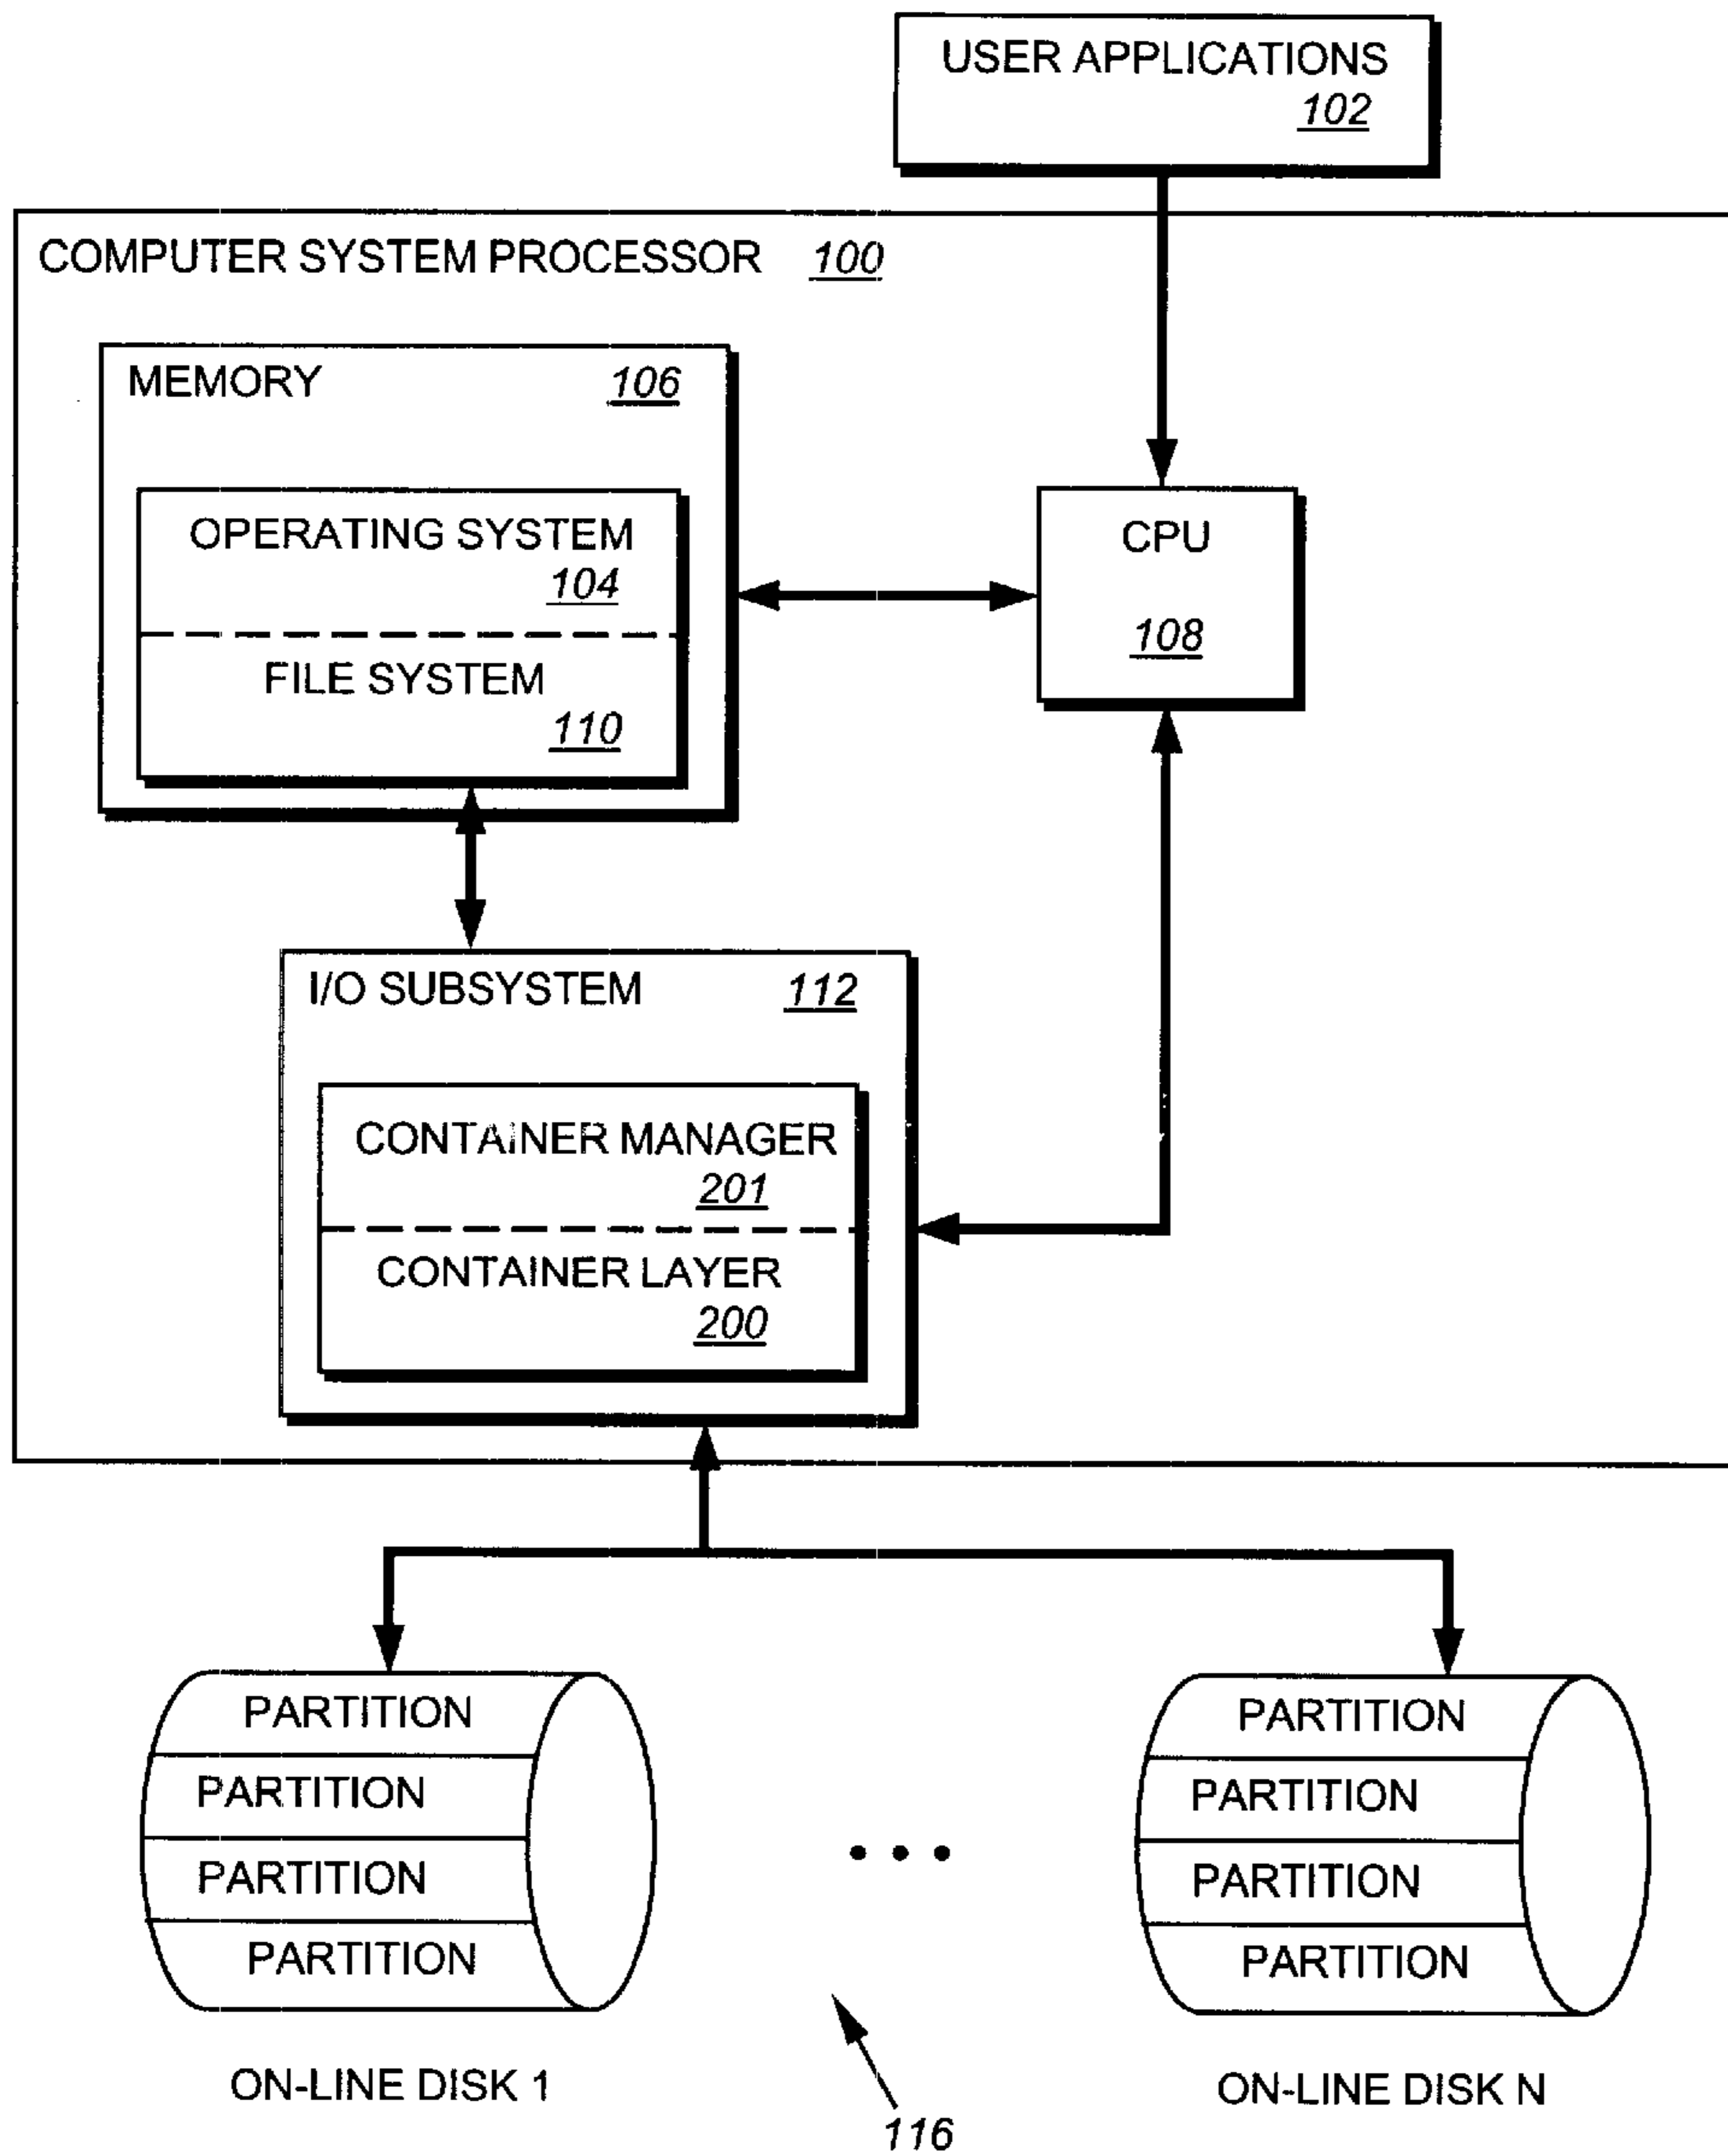 USER APPLICATIONS
102
COMPUTER SYSTEM PROCESSOR 100
MEMORY 106
OPERATING SYSTEM
104
FILE SYSTEM
110
CPU
108
I/O SUBSYSTEM 112
CONTAINER MANAGER
201
CONTAINER LAYER
200
PARTITION
PARTITION
PARTITION
PARTITION
ON-LINE DISK 1
PARTITION
PARTITION
PARTITION
PARTITION
ON-LINE DISK N
116